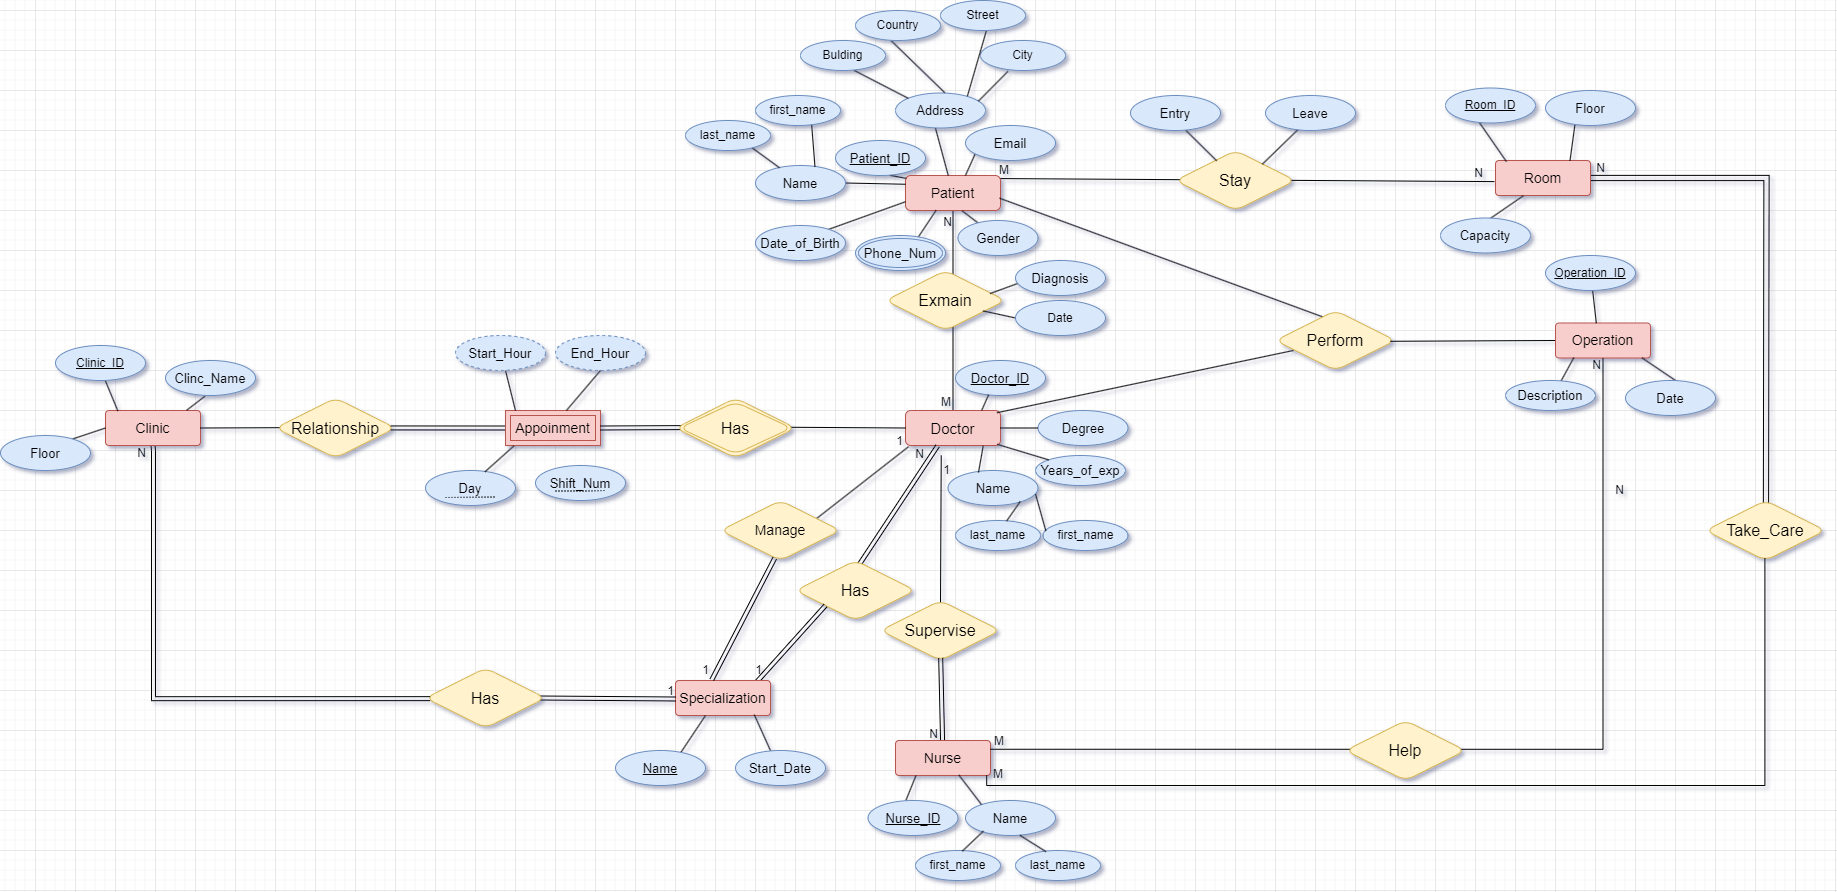 Street
Country
Bulding
City
Address
first_name
last_name
Patient_ID
Email
Name
Patient
M
N
Date_of_Birth
Phone_Num
Gender
Entry
Leave
Stay
N
Room_ID
Floor
Room
N
Capacity
Exmain
Diagnosis
Date
M
Perform
Operation_ID
Operation
N
Description
Date
Clinic_ID
Clinc_Name
Clinic
Floor
N
Relationship
Start_Hour
End_Hour
Appoinment
Day
Shift_Num
Has
Doctor_ID
Doctor
1
N
1
Degree
Years_of_exp
Name
last_name
first_name
N
Take_Care
Manage
Has
Supervise
1
1
1
Has
Specialization
Name
Start_Date
N
Nurse
M
M
Help
Nurse_ID
Name
first_name
last_name